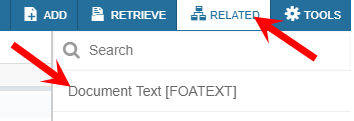 ADD RETRIEVE RELATED TOOLS
Search
Document Text [FOATEXT]